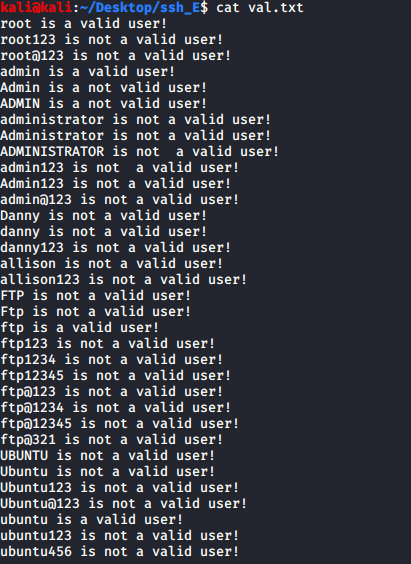 kali@kali:~/Desktop/ssh_E$ cat val.txt
root is a valid user!
root123 is not a valid user!
root@123 is not a valid user!
admin is a valid user!
Admin is a not valid user!
ADMIN is a not valid user!
administrator is not a valid user!
Administrator is not a valid user!
ADMINISTRATOR is not  a valid user!
admin123 is not  a valid user!
Admin123 is not a valid user!
admin@123 is not a valid user!
Danny is not a valid user!
danny is not a valid user!
danny123 is not a valid user!
allison is not a valid user!
allison123 is not a valid user!
FTP is not a valid user!
Ftp is not a valid user!
ftp is a valid user!
ftp123 is not a valid user!
ftp1234 is not a valid user!
ftp12345 is not a valid user!
ftp@123 is not a valid user!
ftp@1234 is not a valid user!
ftp@12345 is not a valid user!
ftp@321 is not a valid user!
UBUNTU is not a valid user!
Ubuntu is not a valid user!
Ubuntu123 is not a valid user!
Ubuntu@123 is not a valid user!
ubuntu is a valid user!
ubuntu123 is not a valid user!
ubuntu456 is not a valid user!